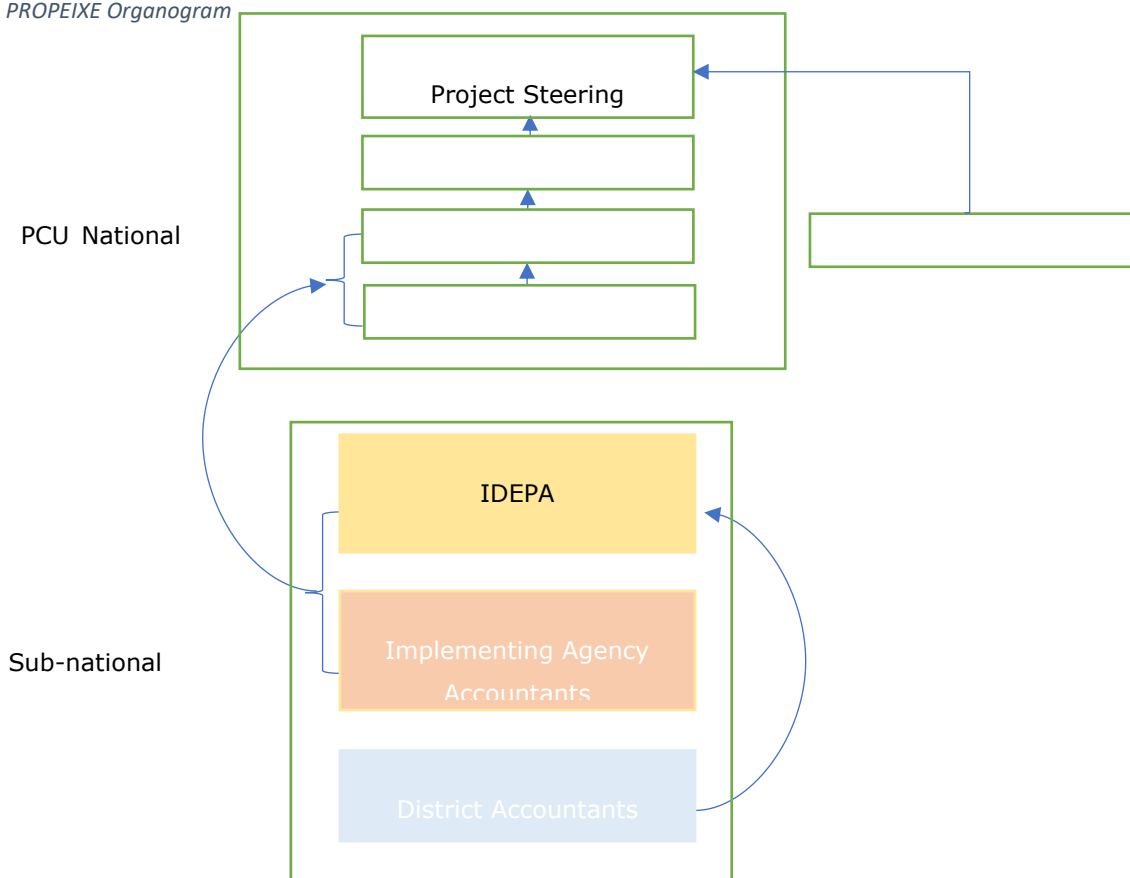 PROPEIXE Organogram
Project Steering
PCU National
IDEPA
Sub-national
Implementing Agency
Accountants
District Accountants